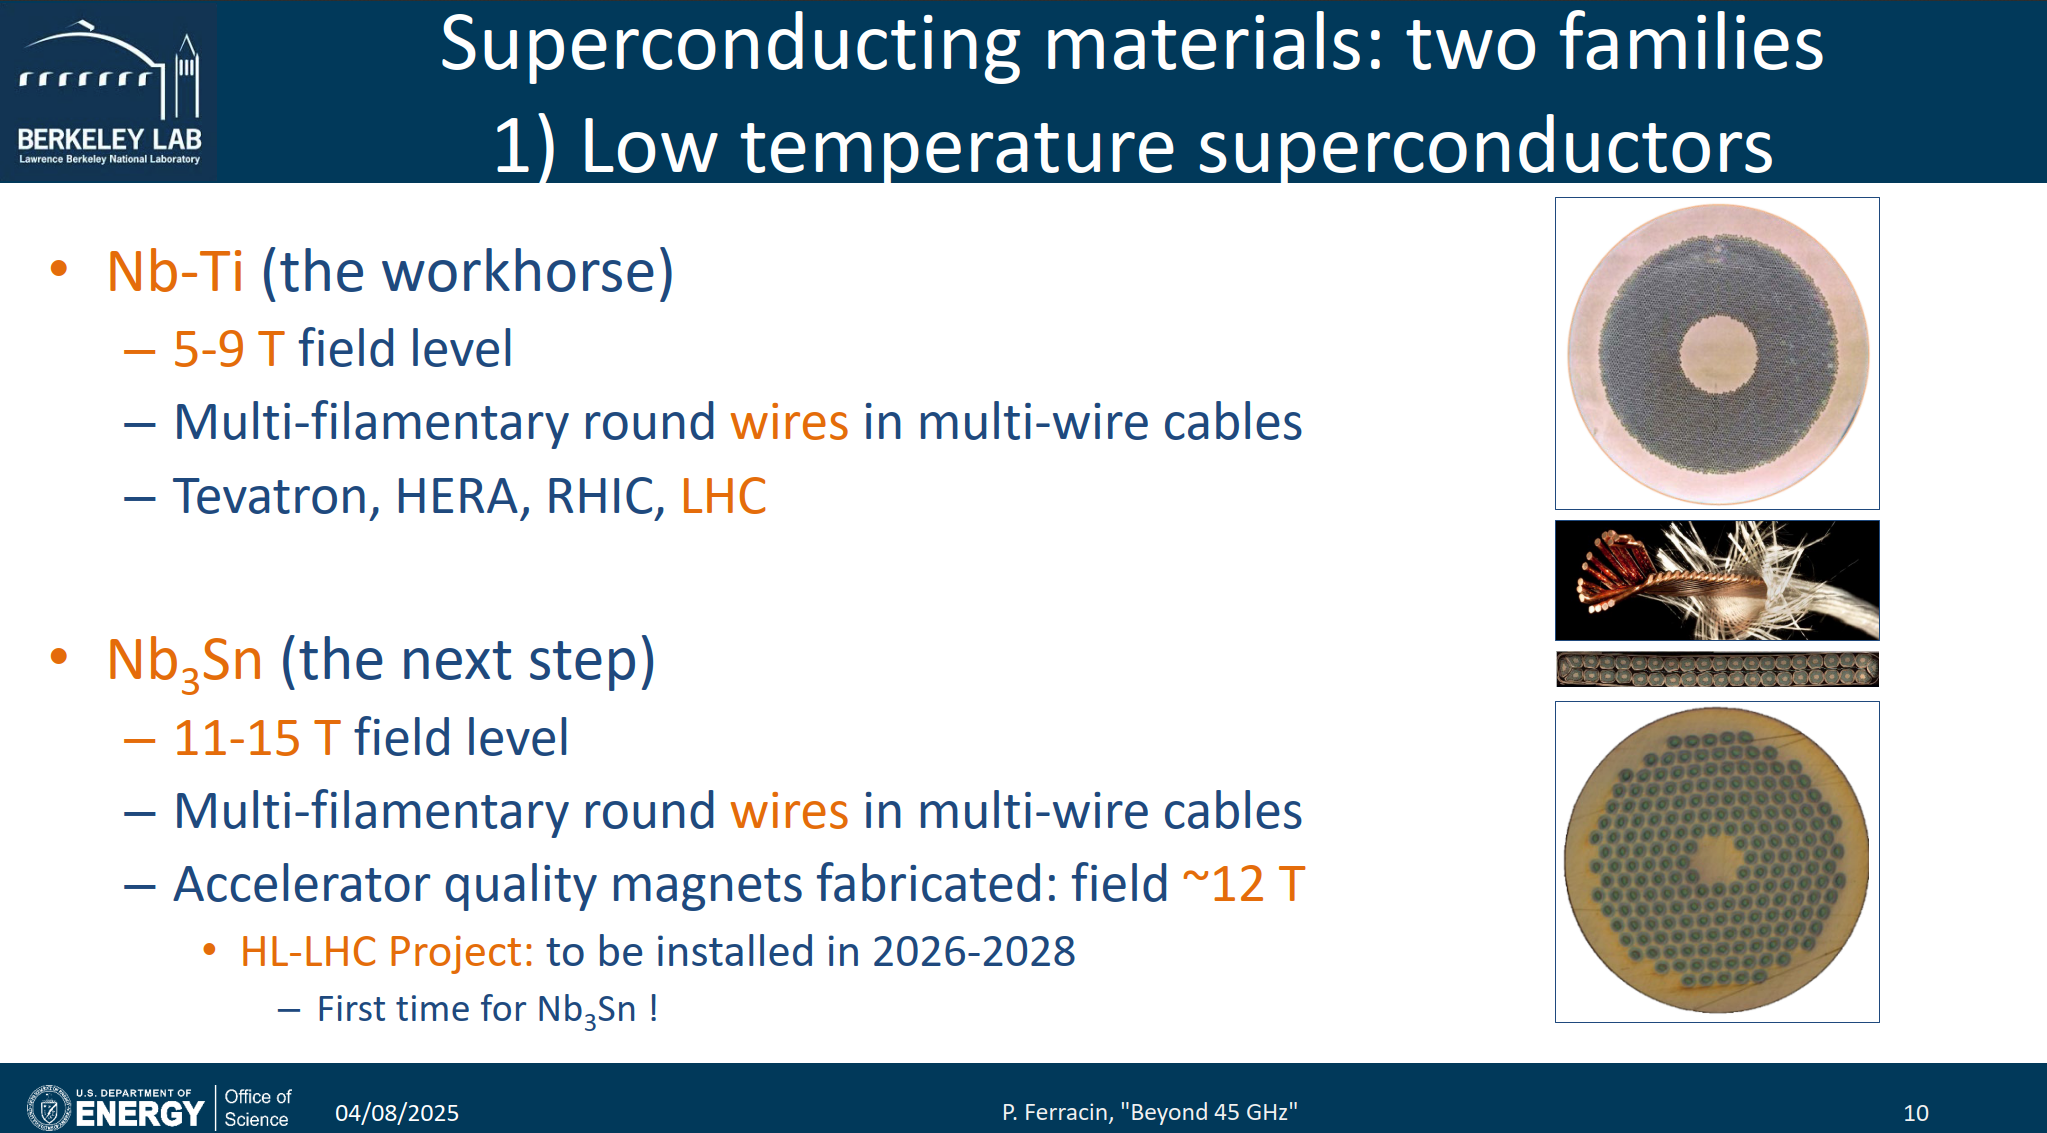 BERKELEY LAB
Lawrence Berkeley National Laboratory
Superconducting materials: two families
1) Low temperature superconductors
• Nb-Ti (the workhorse)
– 5-9 T field level
– Multi-filamentary round wires in multi-wire cables
– Tevatron, HERA, RHIC, LHC
• Nb₃Sn (the next step)
– 11-15 T field level
– Multi-filamentary round wires in multi-wire cables
– Accelerator quality magnets fabricated: field ~12 T
• HL-LHC Project: to be installed in 2026-2028
– First time for Nb₃Sn !
U.S. DEPARTMENT OF
ENERGY
Office of
Science
04/08/2025
P. Ferracin, "Beyond 45 GHz"
10